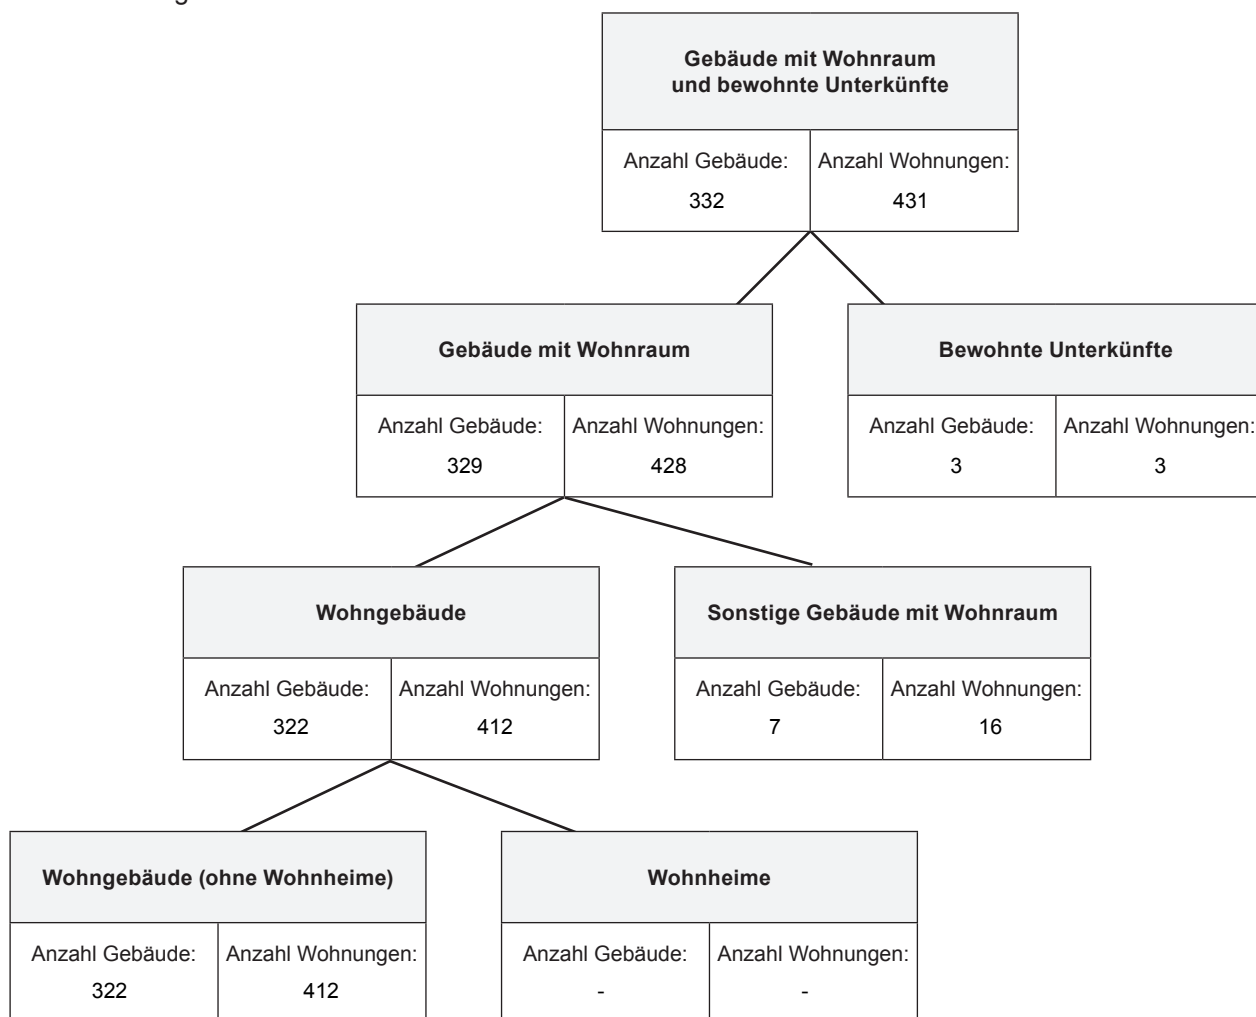 Gebäude mit Wohnraum
und bewohnte Unterkünfte
Anzahl Gebäude: Anzahl Wohnungen:
332 431
Gebäude mit Wohnraum Bewohnte Unterkünfte
Anzahl Gebäude: Anzahl Wohnungen: Anzahl Gebäude: Anzahl Wohnungen:
329 428 3 3
Wohngebäude Sonstige Gebäude mit Wohnraum
Anzahl Gebäude: Anzahl Wohnungen: Anzahl Gebäude: Anzahl Wohnungen:
322 412 7 16
Wohngebäude (ohne Wohnheime) Wohnheime
Anzahl Gebäude: Anzahl Wohnungen: Anzahl Gebäude: Anzahl Wohnungen:
322 412 - -